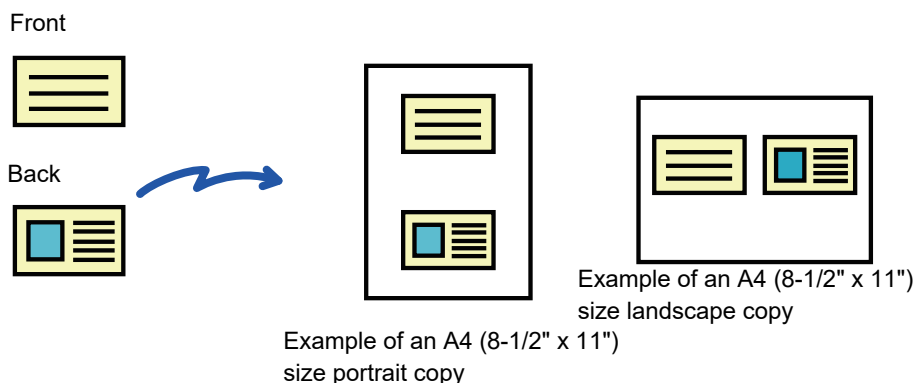 Front
Back
Example of an A4 (8-1/2" x 11")
size portrait copy
Example of an A4 (8-1/2" x 11")
size landscape copy